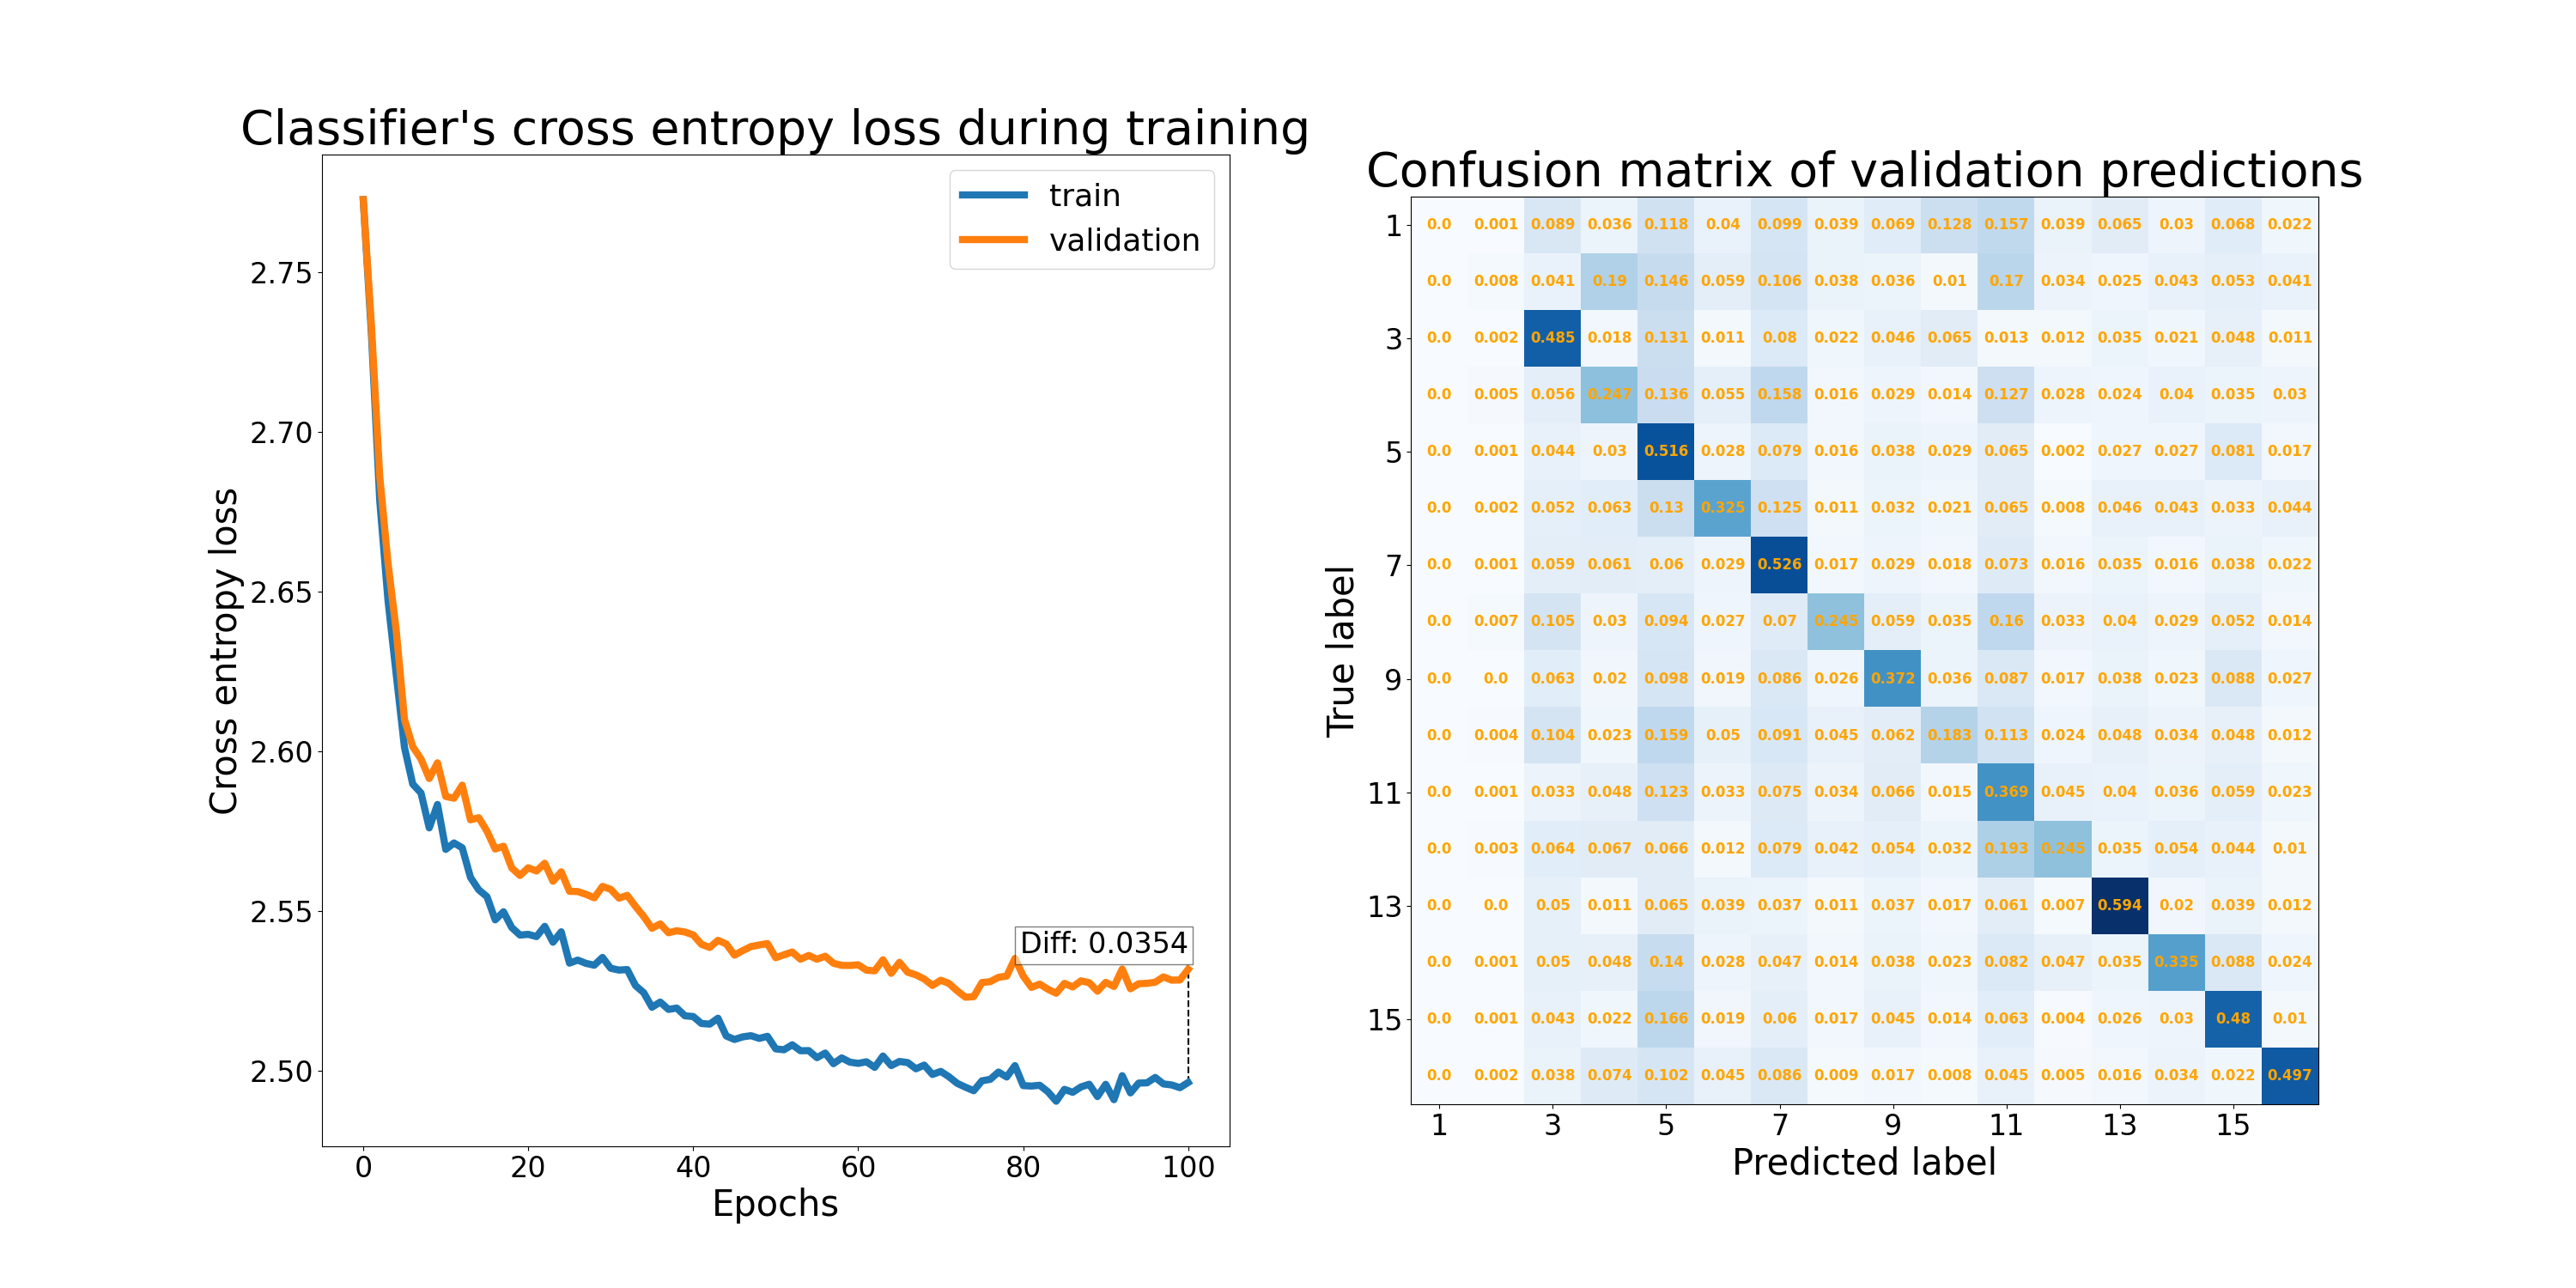 Classifier's cross entropy loss during training
train
validation
2.75
2.70
2.65
2.60
2.55
2.50
Cross entropy loss
Diff: 0.0354
0 20 40 60 80 100
Epochs
Confusion matrix of validation predictions
True label
1 0.0 0.001 0.089 0.036 0.118 0.04 0.099 0.039 0.069 0.128 0.157 0.039 0.065 0.03 0.068 0.022
0.0 0.008 0.041 0.19 0.146 0.059 0.106 0.038 0.036 0.01 0.17 0.034 0.025 0.043 0.053 0.041
3 0.0 0.002 0.485 0.018 0.131 0.011 0.08 0.022 0.046 0.065 0.013 0.012 0.035 0.021 0.048 0.011
0.0 0.005 0.056 0.247 0.136 0.055 0.158 0.016 0.029 0.014 0.127 0.028 0.024 0.04 0.035 0.03
5 0.0 0.001 0.044 0.03 0.516 0.028 0.079 0.016 0.038 0.029 0.065 0.002 0.027 0.027 0.081 0.017
0.0 0.002 0.052 0.063 0.13 0.325 0.125 0.011 0.032 0.021 0.065 0.008 0.046 0.043 0.033 0.044
7 0.0 0.001 0.059 0.061 0.06 0.029 0.526 0.017 0.029 0.018 0.073 0.016 0.035 0.016 0.038 0.022
0.0 0.007 0.105 0.03 0.094 0.027 0.07 0.245 0.059 0.035 0.16 0.033 0.04 0.029 0.052 0.014
9 0.0 0.0 0.063 0.02 0.098 0.019 0.086 0.026 0.372 0.036 0.087 0.017 0.038 0.023 0.088 0.027
0.0 0.004 0.104 0.023 0.159 0.05 0.091 0.045 0.062 0.183 0.113 0.024 0.048 0.034 0.048 0.012
11 0.0 0.001 0.033 0.048 0.123 0.033 0.075 0.034 0.066 0.015 0.369 0.045 0.04 0.036 0.059 0.023
0.0 0.003 0.064 0.067 0.066 0.012 0.079 0.042 0.054 0.032 0.193 0.245 0.035 0.054 0.044 0.01
13 0.0 0.0 0.05 0.011 0.065 0.039 0.037 0.011 0.037 0.017 0.061 0.007 0.594 0.02 0.039 0.012
0.0 0.001 0.05 0.048 0.14 0.028 0.047 0.014 0.038 0.023 0.082 0.047 0.035 0.335 0.088 0.024
15 0.0 0.001 0.043 0.022 0.166 0.019 0.06 0.017 0.045 0.014 0.063 0.004 0.026 0.03 0.48 0.01
0.0 0.002 0.038 0.074 0.102 0.045 0.086 0.009 0.017 0.008 0.045 0.005 0.016 0.034 0.022 0.497
1 3 5 7 9 11 13 15
Predicted label